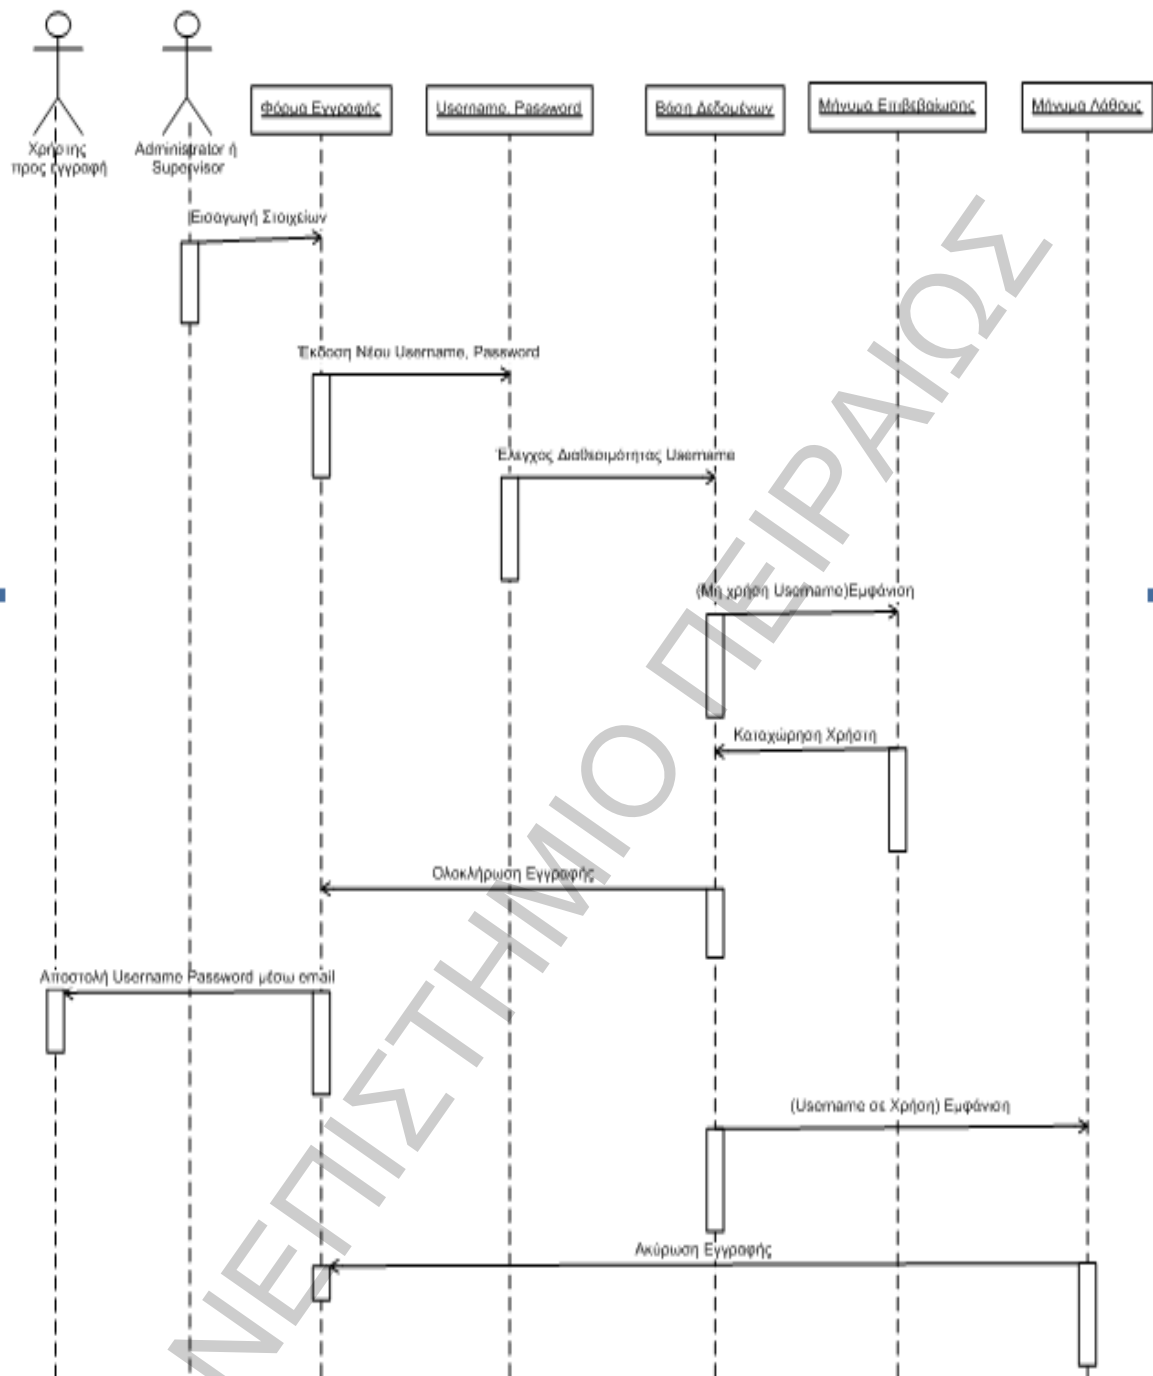 Χρήστης
προς εγγραφή
Administrator ή
Supervisor
Φόρμα Εγγραφής
Username, Password
Βάση Δεδομένων
Μήνυμα Επιβεβαίωσης
Μήνυμα Λάθους
Εισαγωγή Στοιχείων
Έκδοση Νέου Username, Password
Έλεγχος Διαθεσιμότητας Username
(Μη χρήση Username)Εμφάνιση
Καταχώρηση Χρήστη
Ολοκλήρωση Εγγραφής
Αποστολή Username Password μέσω email
(Username σε Χρήση) Εμφάνιση
Ακύρωση Εγγραφής
ΝΕΠΙΣΤΗΜΙΟ ΠΕΙΡΑΙΩΣ